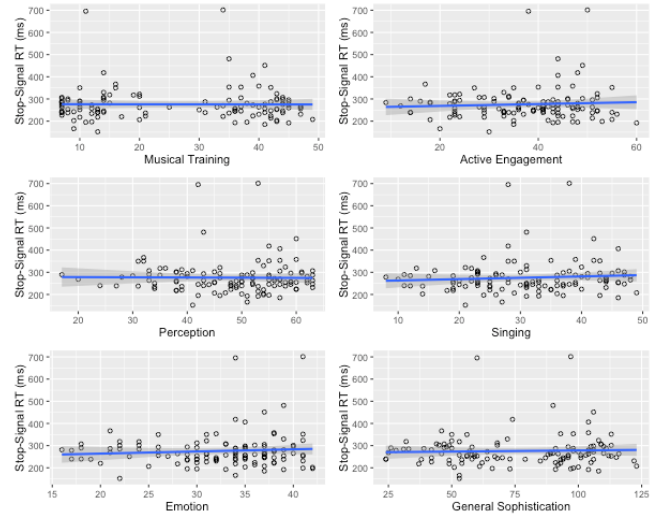 700
600
500
400
300
200
Stop-Signal RT (ms)
10 20 30 40 50
Musical Training
700
600
500
400
300
200
Stop-Signal RT (ms)
20 40 60
Active Engagement
700
600
500
400
300
200
Stop-Signal RT (ms)
20 30 40 50 60
Perception
700
600
500
400
300
200
Stop-Signal RT (ms)
10 20 30 40 50
Singing
700
600
500
400
300
200
Stop-Signal RT (ms)
15 20 25 30 35 40
Emotion
700
600
500
400
300
200
Stop-Signal RT (ms)
25 50 75 100 125
General Sophistication